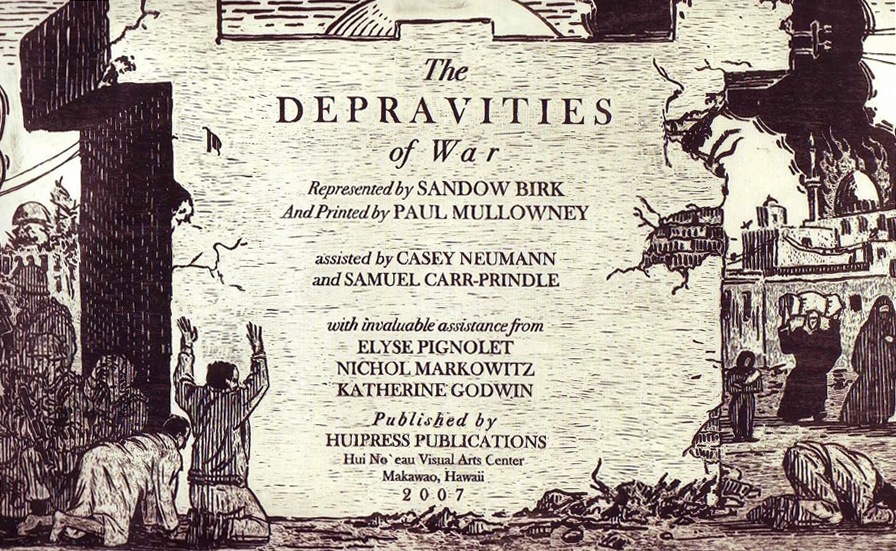 The
DEPRAVITIES
of War
Represented by SANDOW BIRK
And Printed by PAUL MULLOWNEY
assisted by CASEY NEUMANN
and SAMUEL CARR-PRINDLE
with invaluable assistance from
ELYSE PIGNOLET
NICHOL MARKOWITZ
KATHERINE GODWIN
Published by
HUIPRESS PUBLICATIONS
Hui No`eau Visual Arts Center
Makawao, Hawaii
2007